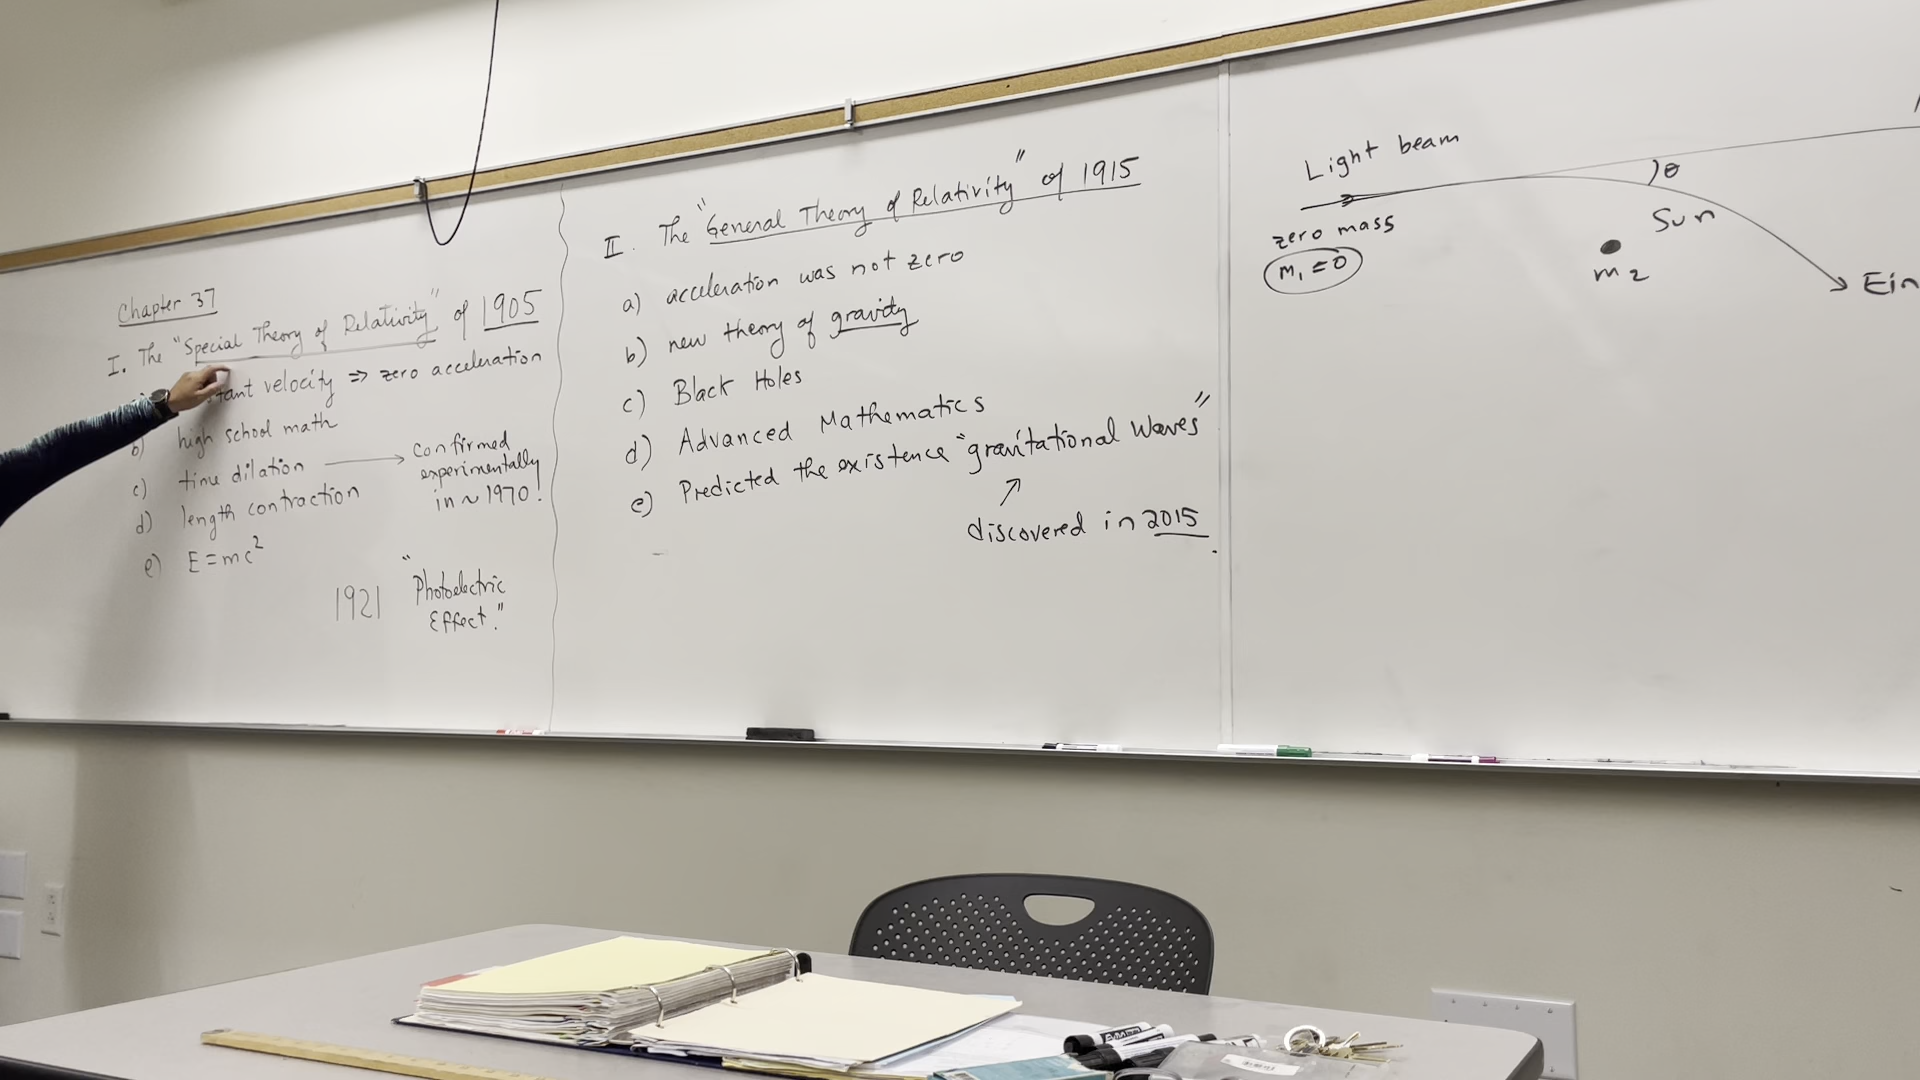 Chapter 37
I. The "Special Theory of Relativity" of 1905
tant velocity => zero acceleration
b) high school math
c) time dilation → confirmed experimentally in ~ 1970!
d) length contraction
e) E = mc²
1921 "Photoelectric Effect."
II. The "General Theory of Relativity" of 1915
a) acceleration was not zero
b) new theory of gravity
c) Black Holes
d) Advanced Mathematics
e) Predicted the existence "gravitational waves"
discovered in 2015.
Light beam
zero mass
m₁ = 0
θ
Sun
m₂
Ein